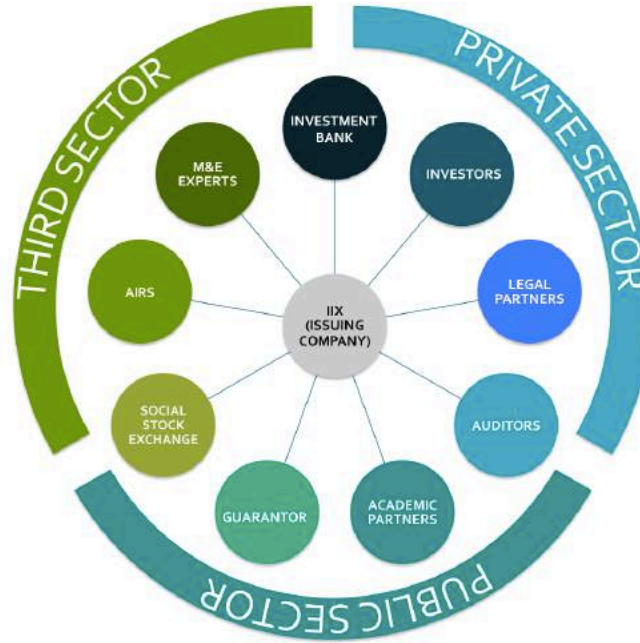 THIRD SECTOR
PRIVATE SECTOR
INVESTMENT
BANK
M&E
EXPERTS
INVESTORS
AIRS
LEGAL
PARTNERS
IIX
(ISSUING
COMPANY)
SOCIAL
STOCK
EXCHANGE
AUDITORS
GUARANTOR
ACADEMIC
PARTNERS
PUBLIC SECTOR